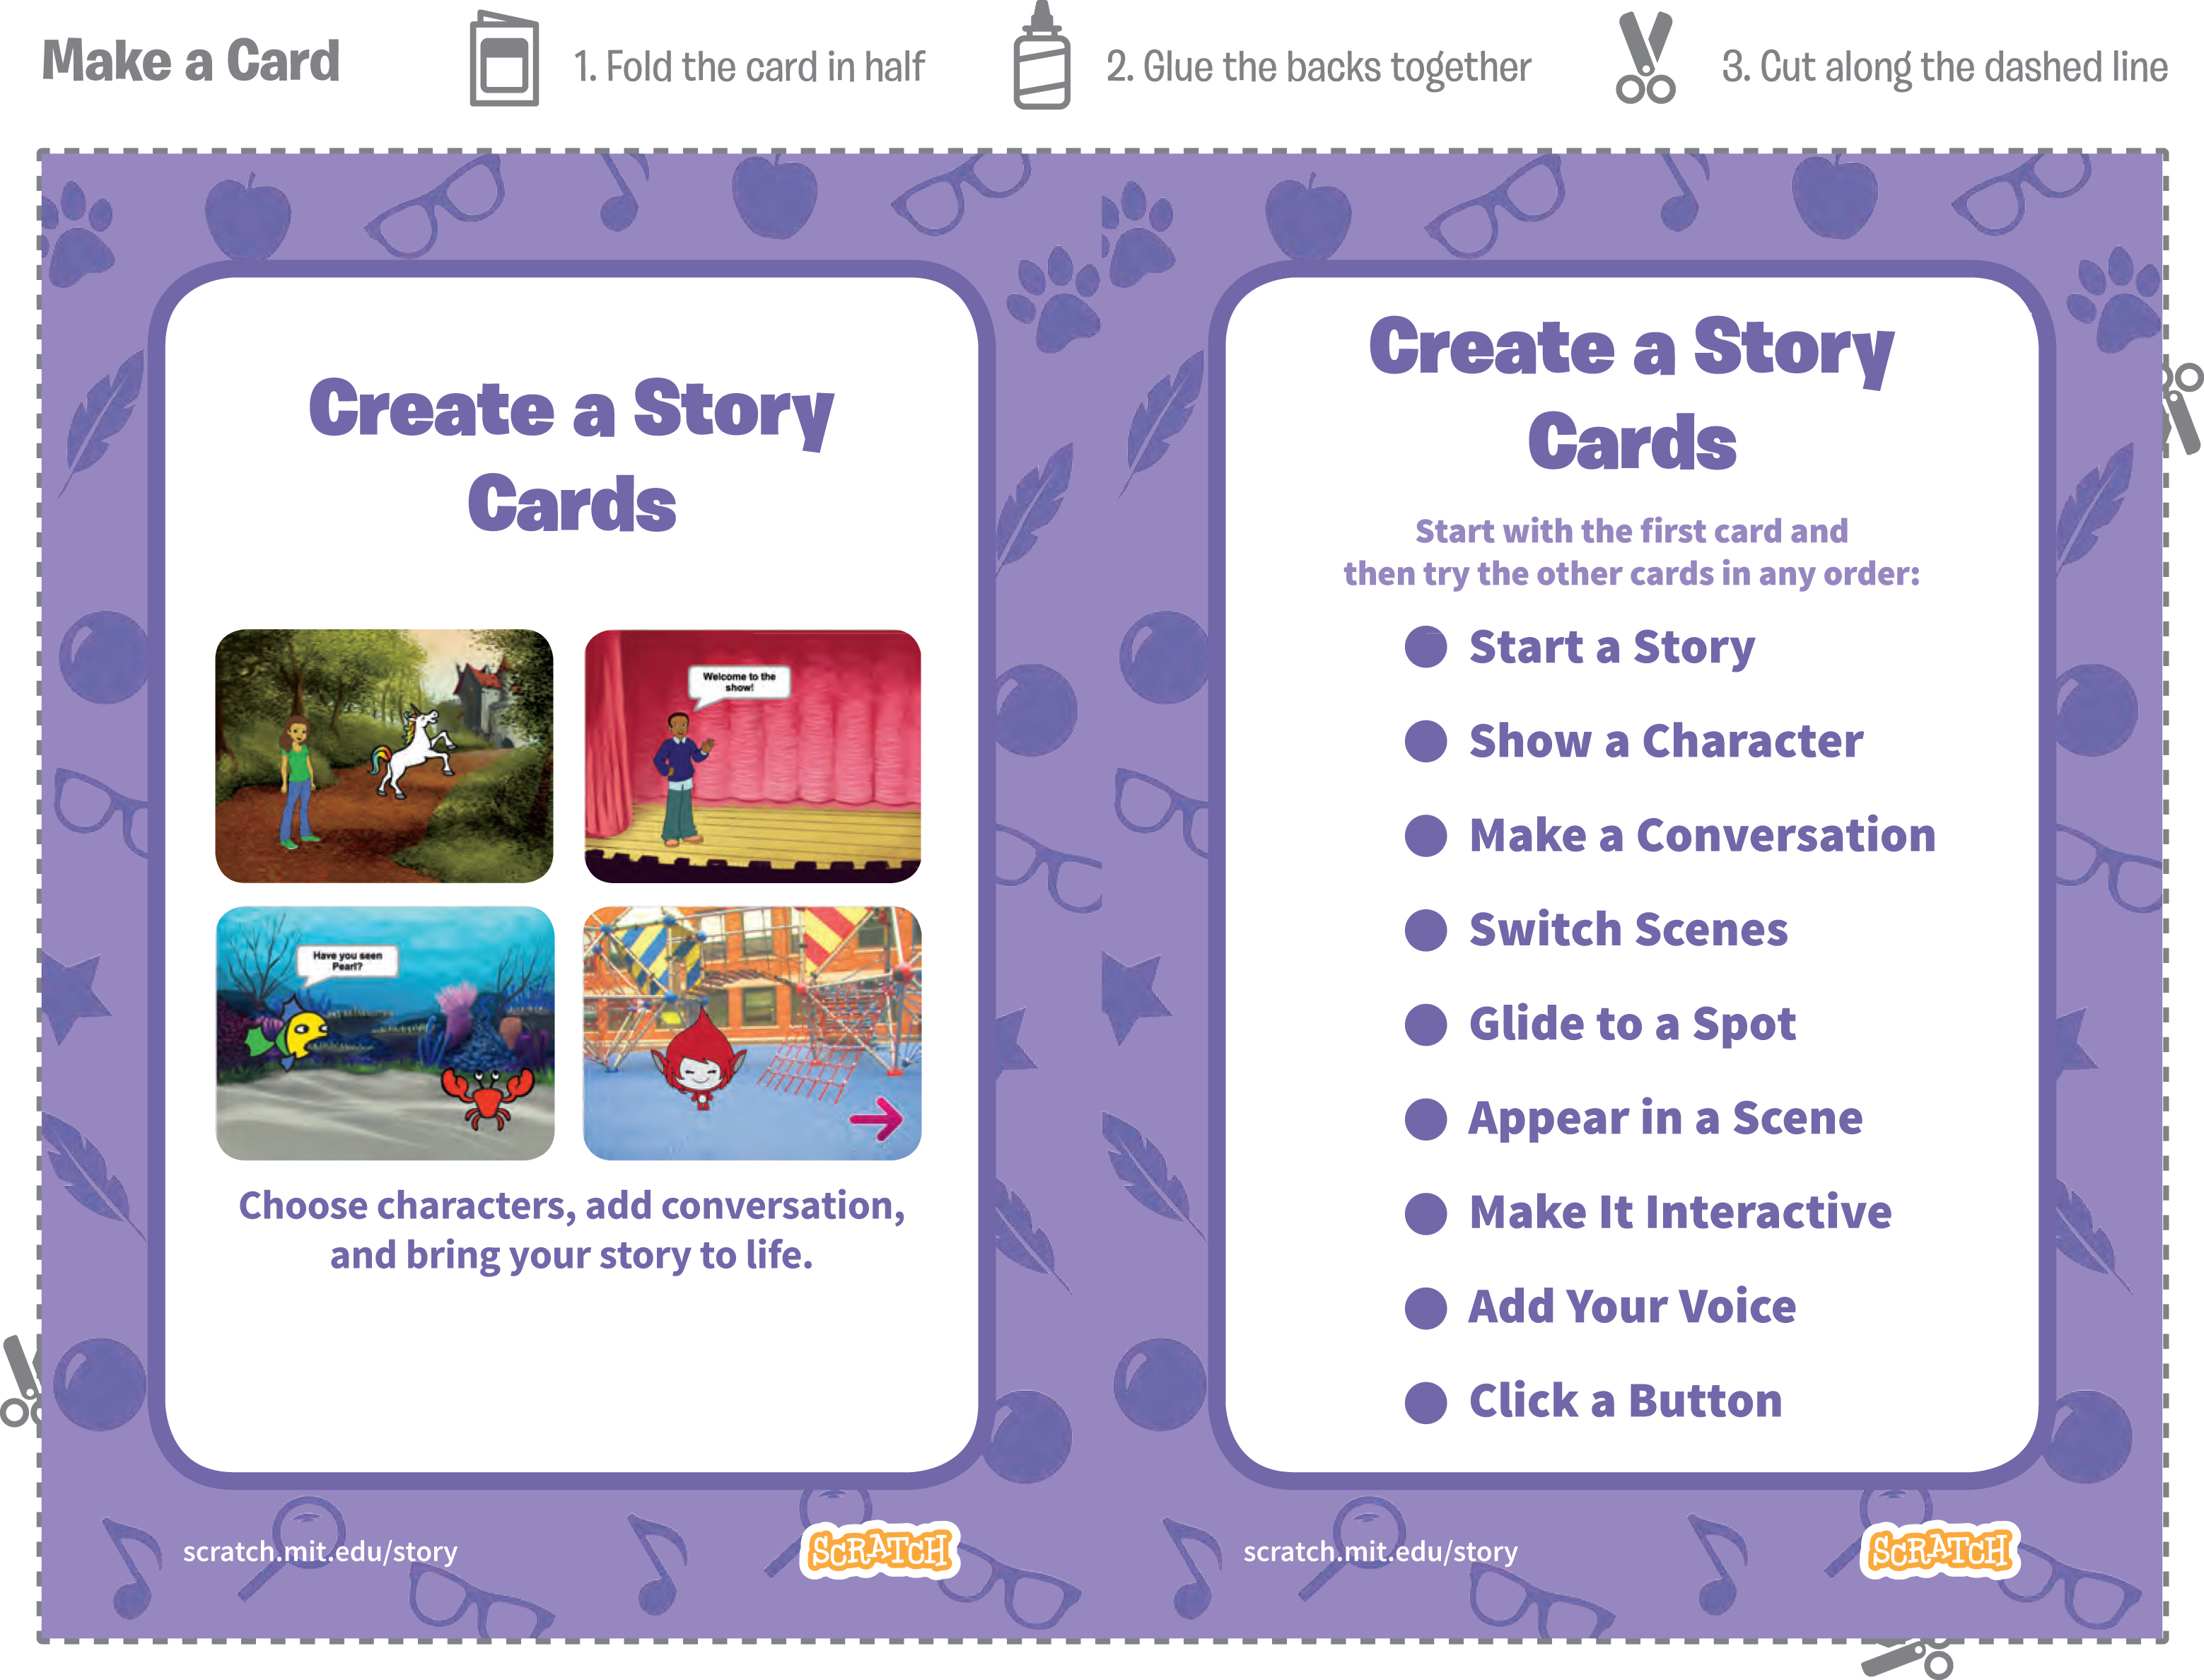 Make a Card
1. Fold the card in half
2. Glue the backs together
3. Cut along the dashed line
Create a Story
Cards
Welcome to the
show!
Have you seen
Pearl?
Choose characters, add conversation,
and bring your story to life.
scratch.mit.edu/story
SCRATCH
Create a Story
Cards
Start with the first card and
then try the other cards in any order:
Start a Story
Show a Character
Make a Conversation
Switch Scenes
Glide to a Spot
Appear in a Scene
Make It Interactive
Add Your Voice
Click a Button
scratch.mit.edu/story
SCRATCH